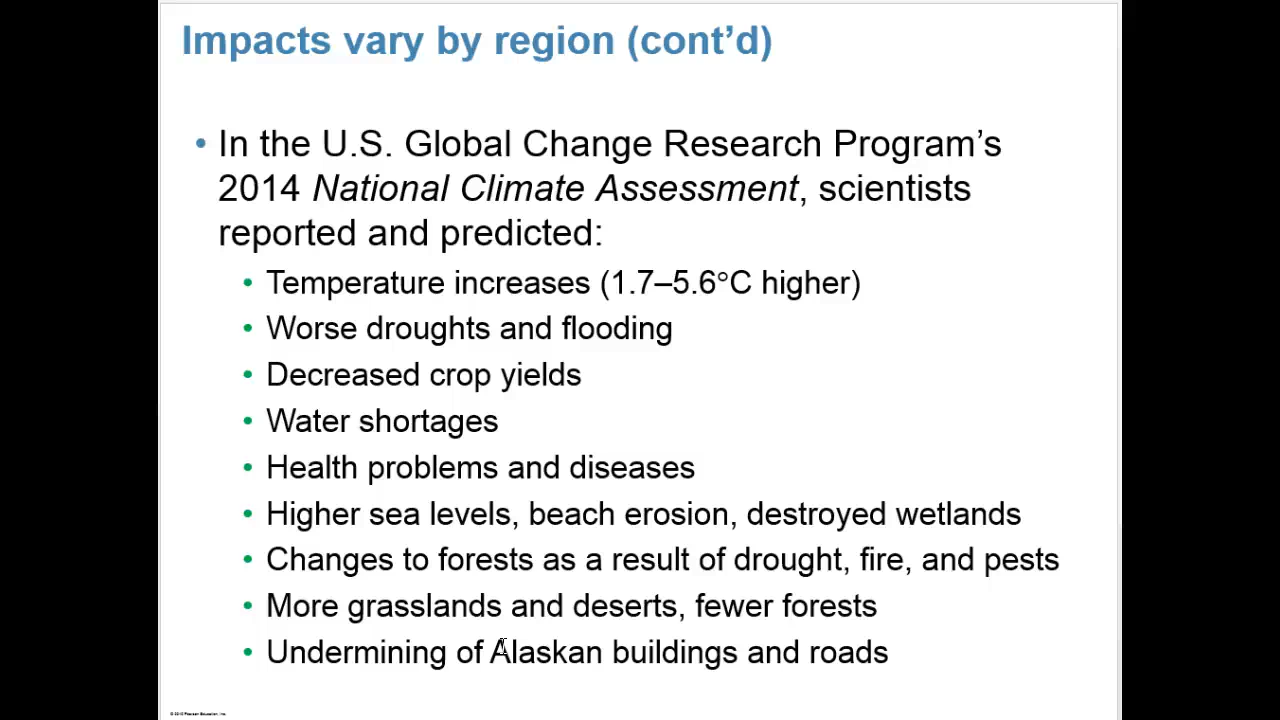 Impacts vary by region (cont’d)
• In the U.S. Global Change Research Program’s
2014 National Climate Assessment, scientists
reported and predicted:
• Temperature increases (1.7–5.6°C higher)
• Worse droughts and flooding
• Decreased crop yields
• Water shortages
• Health problems and diseases
• Higher sea levels, beach erosion, destroyed wetlands
• Changes to forests as a result of drought, fire, and pests
• More grasslands and deserts, fewer forests
• Undermining of Alaskan buildings and roads
Pearson Education, Inc.